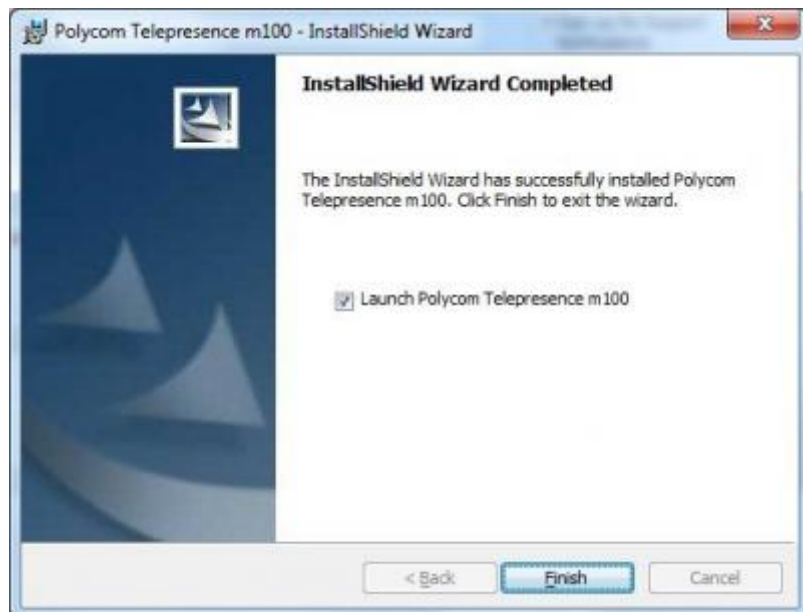 Polycom Telepresence m100 - InstallShield Wizard
InstallShield Wizard Completed
The InstallShield Wizard has successfully installed Polycom
Telepresence m100. Click Finish to exit the wizard.
Launch Polycom Telepresence m100
< Back
Finish
Cancel